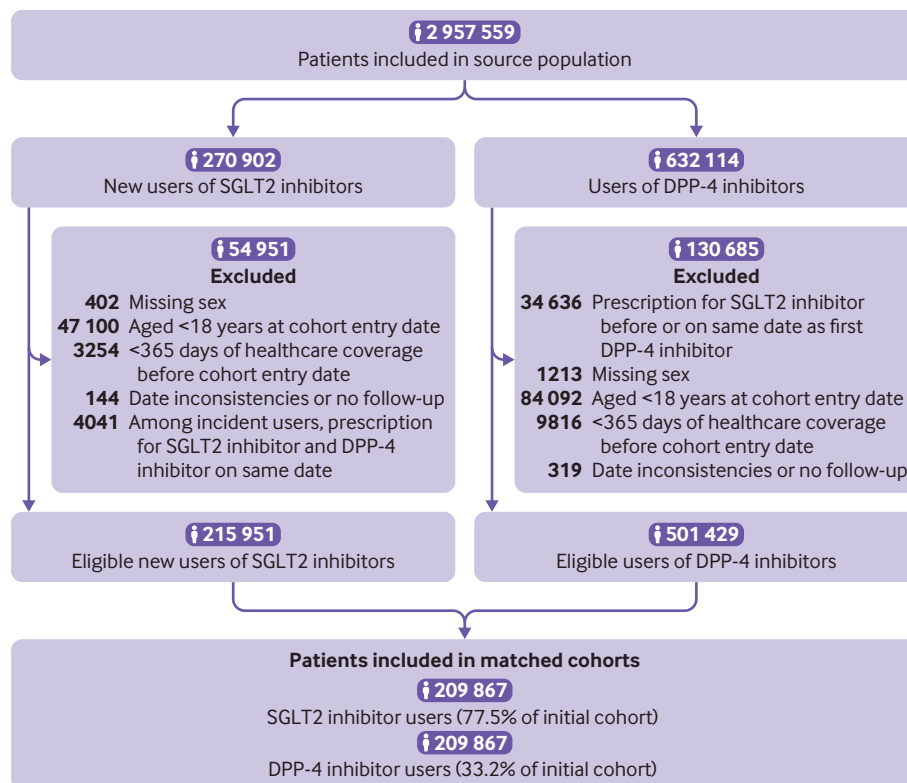 2 957 559
Patients included in source population
270 902
New users of SGLT2 inhibitors
632 114
Users of DPP-4 inhibitors
54 951
Excluded
402 Missing sex
47 100 Aged <18 years at cohort entry date
3254 <365 days of healthcare coverage
before cohort entry date
144 Date inconsistencies or no follow-up
4041 Among incident users, prescription
for SGLT2 inhibitor and DPP-4
inhibitor on same date
130 685
Excluded
34 636 Prescription for SGLT2 inhibitor
before or on same date as first
DPP-4 inhibitor
1213 Missing sex
84 092 Aged <18 years at cohort entry date
9816 <365 days of healthcare coverage
before cohort entry date
319 Date inconsistencies or no follow-up
215 951
Eligible new users of SGLT2 inhibitors
501 429
Eligible users of DPP-4 inhibitors
Patients included in matched cohorts
209 867
SGLT2 inhibitor users (77.5% of initial cohort)
209 867
DPP-4 inhibitor users (33.2% of initial cohort)